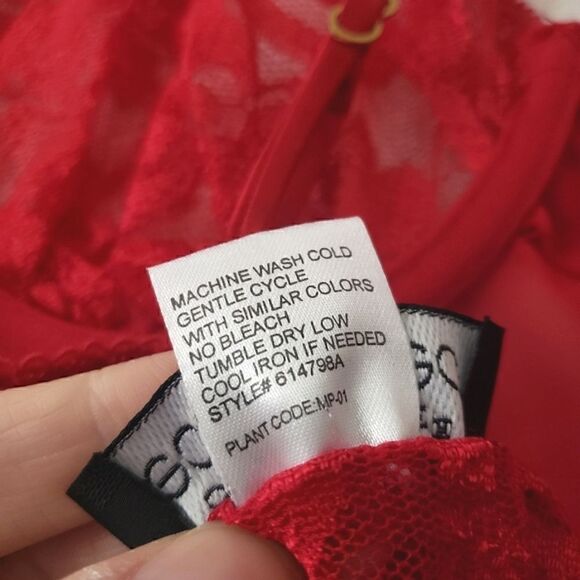 MACHINE WASH COLD
GENTLE CYCLE
WITH SIMILAR COLORS
NO BLEACH
TUMBLE DRY LOW
COOL IRON IF NEEDED
STYLE# 614798A
PLANT CODE:MP-01